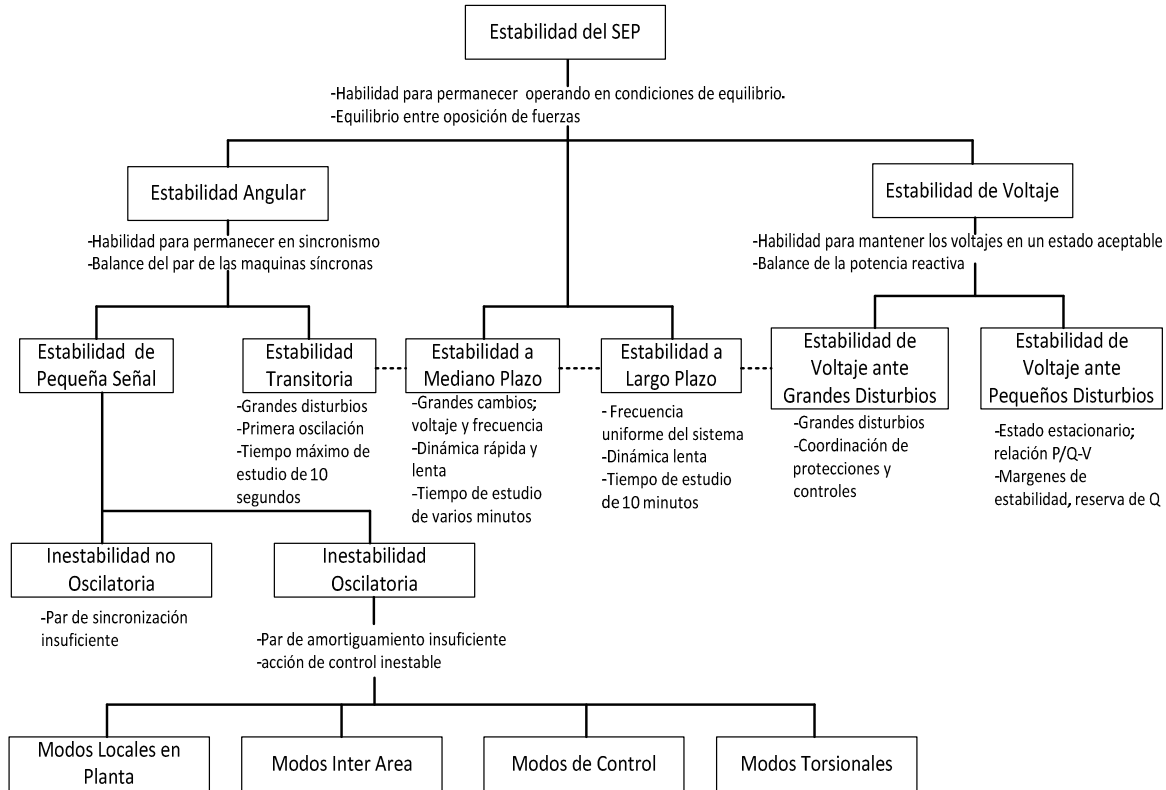 Estabilidad del SEP
-Habilidad para permanecer operando en condiciones de equilibrio.
-Equilibrio entre oposición de fuerzas
Estabilidad Angular
-Habilidad para permanecer en sincronismo
-Balance del par de las maquinas síncronas
Estabilidad de Voltaje
-Habilidad para mantener los voltajes en un estado aceptable
-Balance de la potencia reactiva
Estabilidad de
Pequeña Señal
Estabilidad
Transitoria
-Grandes disturbios
-Primera oscilación
-Tiempo máximo de
estudio de 10
segundos
Estabilidad a
Mediano Plazo
-Grandes cambios;
voltaje y frecuencia
-Dinámica rápida y
lenta
-Tiempo de estudio
de varios minutos
Estabilidad a
Largo Plazo
- Frecuencia
uniforme del sistema
-Dinámica lenta
-Tiempo de estudio
de 10 minutos
Estabilidad de
Voltaje ante
Grandes Disturbios
-Grandes disturbios
-Coordinación de
protecciones y
controles
Estabilidad de
Voltaje ante
Pequeños Disturbios
-Estado estacionario;
relación P/Q-V
-Margenes de
estabilidad, reserva de Q
Inestabilidad no
Oscilatoria
-Par de sincronización
insuficiente
Inestabilidad
Oscilatoria
-Par de amortiguamiento insuficiente
-acción de control inestable
Modos Locales en
Planta
Modos Inter Area
Modos de Control
Modos Torsionales